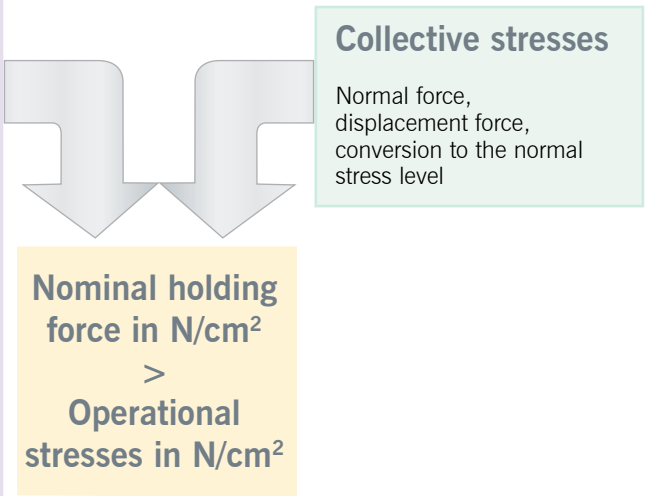 Collective stresses
Normal force,
displacement force,
conversion to the normal
stress level
Nominal holding
force in N/cm²
>
Operational
stresses in N/cm²